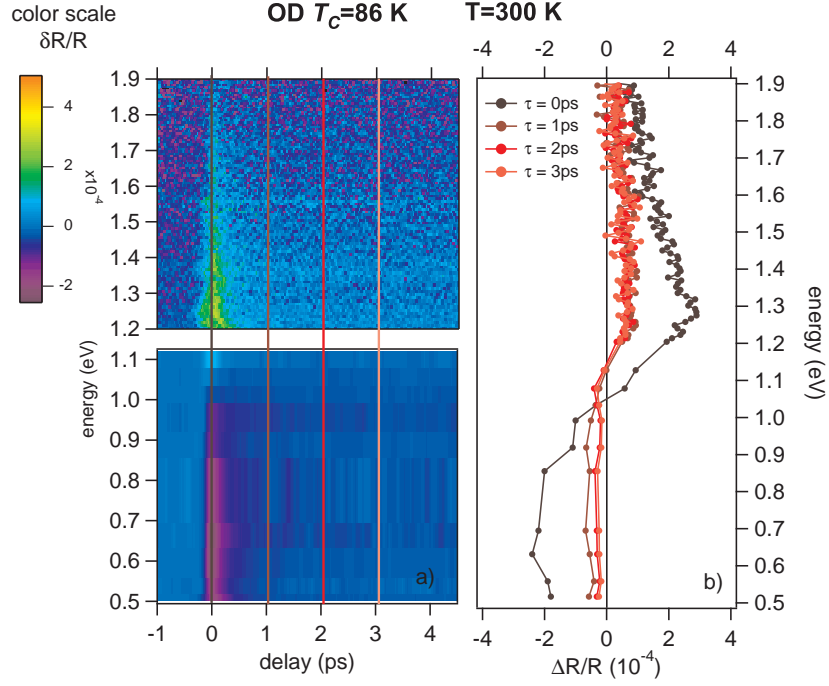 color scale
δR/R
OD T_C=86 K T=300 K
4
2
0
-2
x10^-4
1.9
1.8
1.7
1.6
1.5
1.4
1.3
1.2
1.1
1.0
0.9
0.8
0.7
0.6
0.5
energy (eV)
-1 0 1 2 3 4
delay (ps)
a)
-4 -2 0 2 4
τ = 0ps
τ = 1ps
τ = 2ps
τ = 3ps
1.9
1.8
1.7
1.6
1.5
1.4
1.3
1.2
1.1
1.0
0.9
0.8
0.7
0.6
0.5
energy (eV)
b)
-4 -2 0 2 4
ΔR/R (10^-4)